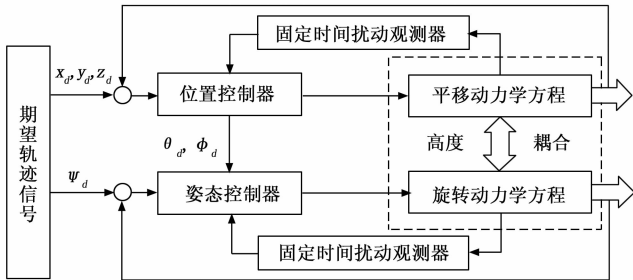 固定时间扰动观测器
x_d, y_d, z_d
位置控制器
平移动力学方程
期望轨迹信号
θ_d, ϕ_d
高度 耦合
ψ_d
姿态控制器
旋转动力学方程
固定时间扰动观测器